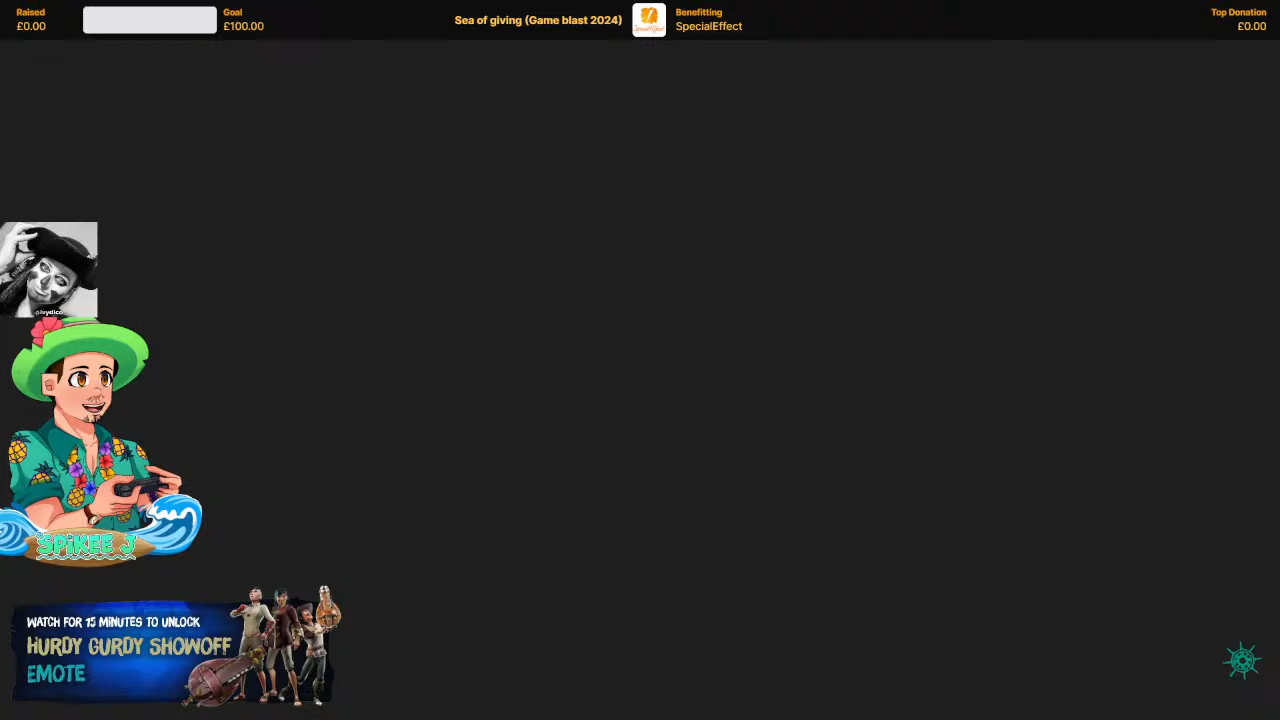 Raised
£0.00
Goal
£100.00
Sea of giving (Game blast 2024)
SpecialEffect
Benefitting
SpecialEffect
Top Donation
£0.00
SPIKEE J
WATCH FOR 15 MINUTES TO UNLOCK
HURDY GURDY SHOWOFF
EMOTE